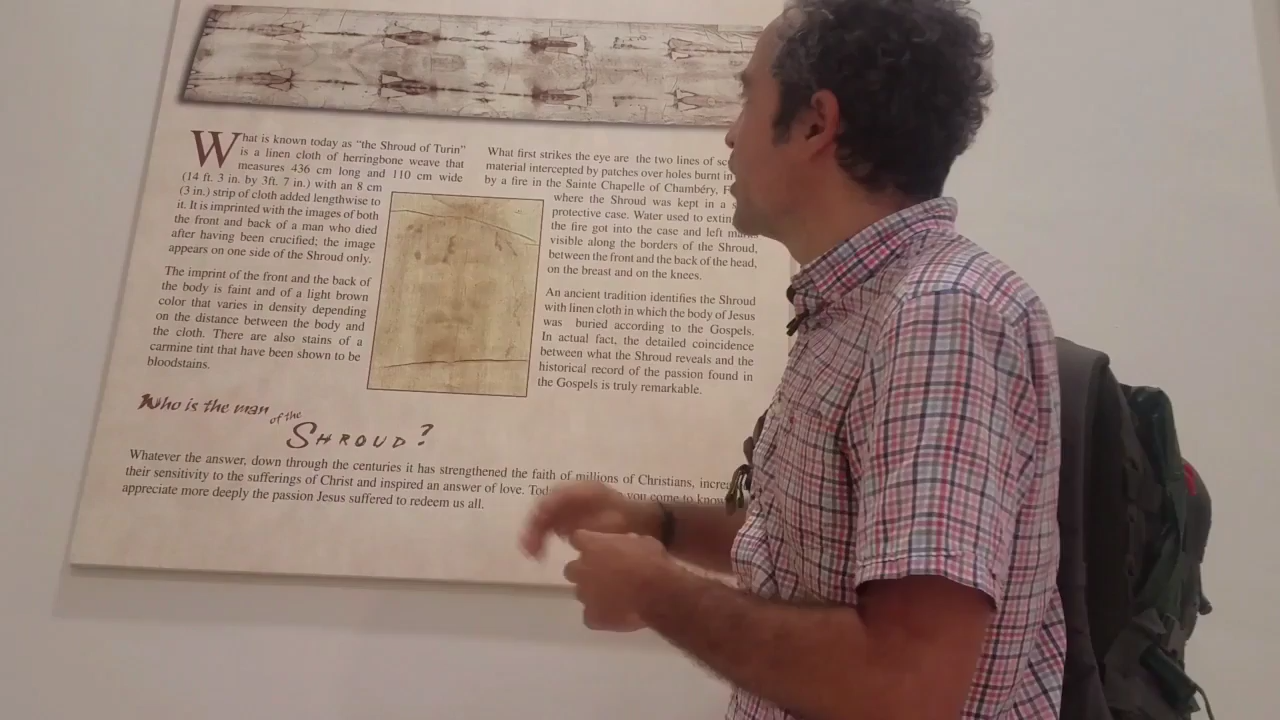 What is known today as "the Shroud of Turin"
is a linen cloth of herringbone weave that
measures 436 cm long and 110 cm wide
(14 ft. 3 in. by 3ft. 7 in.) with an 8 cm
(3 in.) strip of cloth added lengthwise to
it. It is imprinted with the images of both
the front and back of a man who died
after having been crucified; the image
appears on one side of the Shroud only.
The imprint of the front and the back of
the body is faint and of a light brown
color that varies in density depending
on the distance between the body and
the cloth. There are also stains of a
carmine tint that have been shown to be
bloodstains.
What first strikes the eye are the two lines of
material intercepted by patches over holes burnt in
by a fire in the Sainte Chapelle of Chambéry,
where the Shroud was kept in a
protective case. Water used to
the fire got into the case and left
visible along the borders of the Shroud,
between the front and the back of the head,
on the breast and on the knees.
An ancient tradition identifies the Shroud
with linen cloth in which the body of Jesus
was buried according to the Gospels.
In actual fact, the detailed coincidence
between what the Shroud reveals and the
historical record of the passion found in
the Gospels is truly remarkable.
Who is the man of the
SHROUD?
Whatever the answer, down through the centuries it has strengthened the faith of millions of Christians,
their sensitivity to the sufferings of Christ and inspired an answer of love. you come to
appreciate more deeply the passion Jesus suffered to redeem us all.